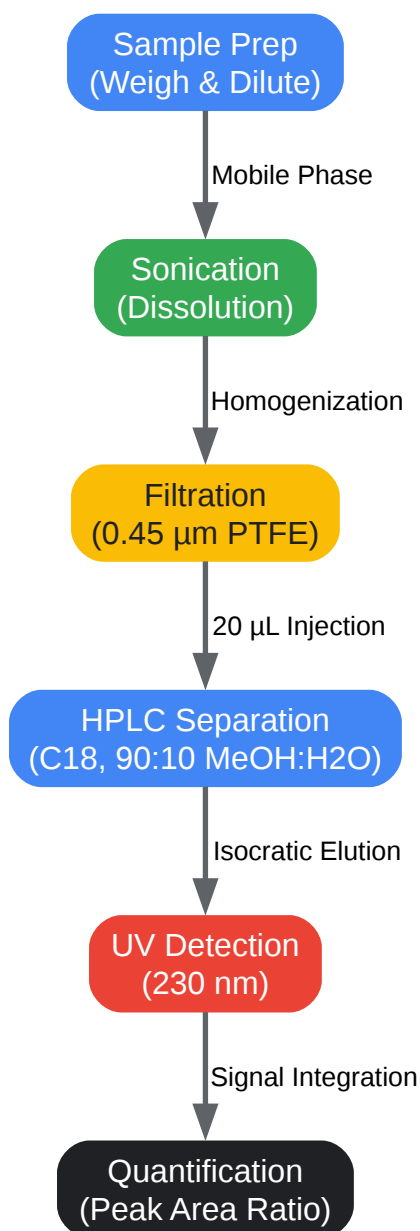 Sample Prep
(Weigh & Dilute)
Mobile Phase
Sonication
(Dissolution)
Homogenization
Filtration
(0.45 µm PTFE)
20 µL Injection
HPLC Separation
(C18, 90:10 MeOH:H2O)
Isocratic Elution
UV Detection
(230 nm)
Signal Integration
Quantification
(Peak Area Ratio)